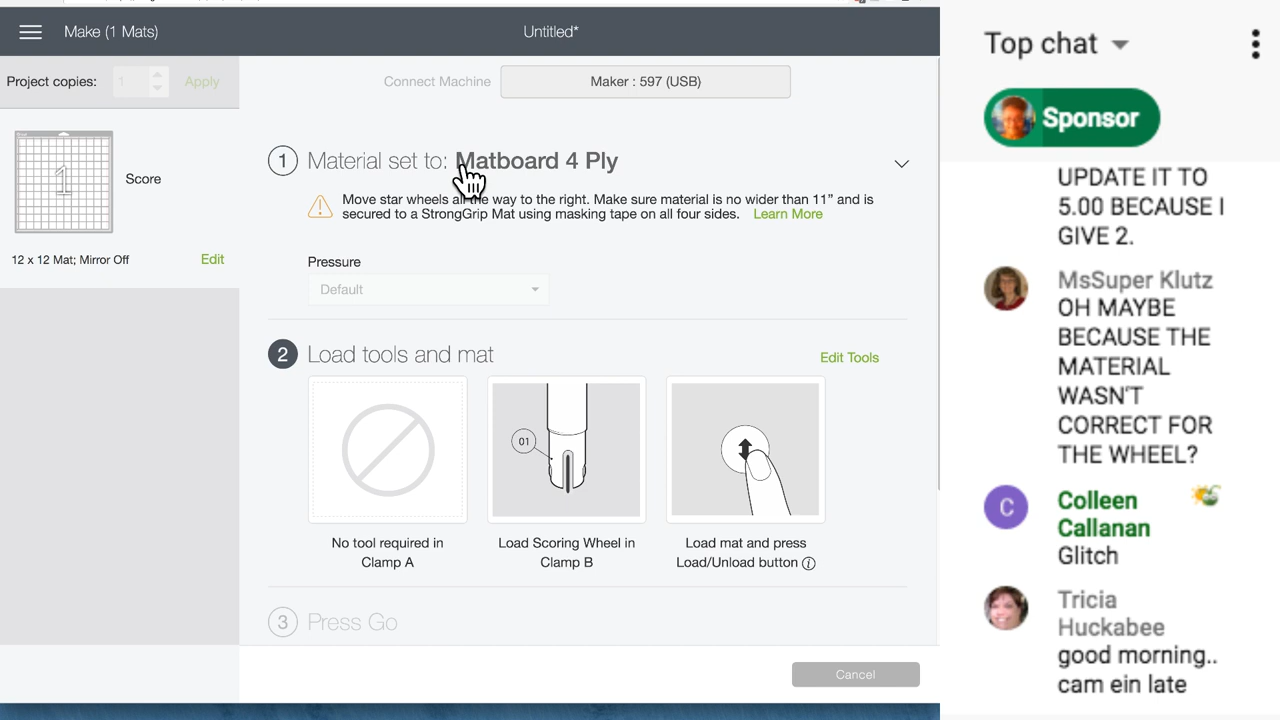 Make (1 Mats)
Untitled*
Project copies:
1
Apply
Connect Machine
Maker : 597 (USB)
1
Score
12 x 12 Mat; Mirror Off
Edit
1
Material set to: Matboard 4 Ply
Move star wheels all the way to the right. Make sure material is no wider than 11” and is
secured to a StrongGrip Mat using masking tape on all four sides. Learn More
Pressure
Default
2
Load tools and mat
Edit Tools
01
No tool required in
Clamp A
Load Scoring Wheel in
Clamp B
Load mat and press
Load/Unload button
3
Press Go
Cancel
Top chat
Sponsor
UPDATE IT TO
5.00 BECAUSE I
GIVE 2.
MsSuper Klutz
OH MAYBE
BECAUSE THE
MATERIAL
WASN'T
CORRECT FOR
THE WHEEL?
C
Colleen
Callanan
Glitch
Tricia
Huckabee
good morning..
cam ein late